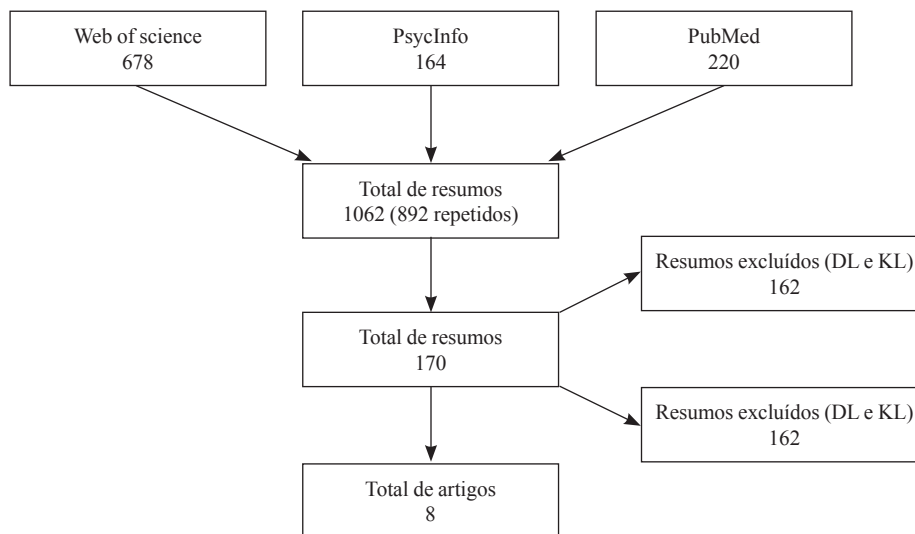 Web of science
678
PsycInfo
164
PubMed
220
Total de resumos
1062 (892 repetidos)
Resumos excluídos (DL e KL)
162
Total de resumos
170
Resumos excluídos (DL e KL)
162
Total de artigos
8